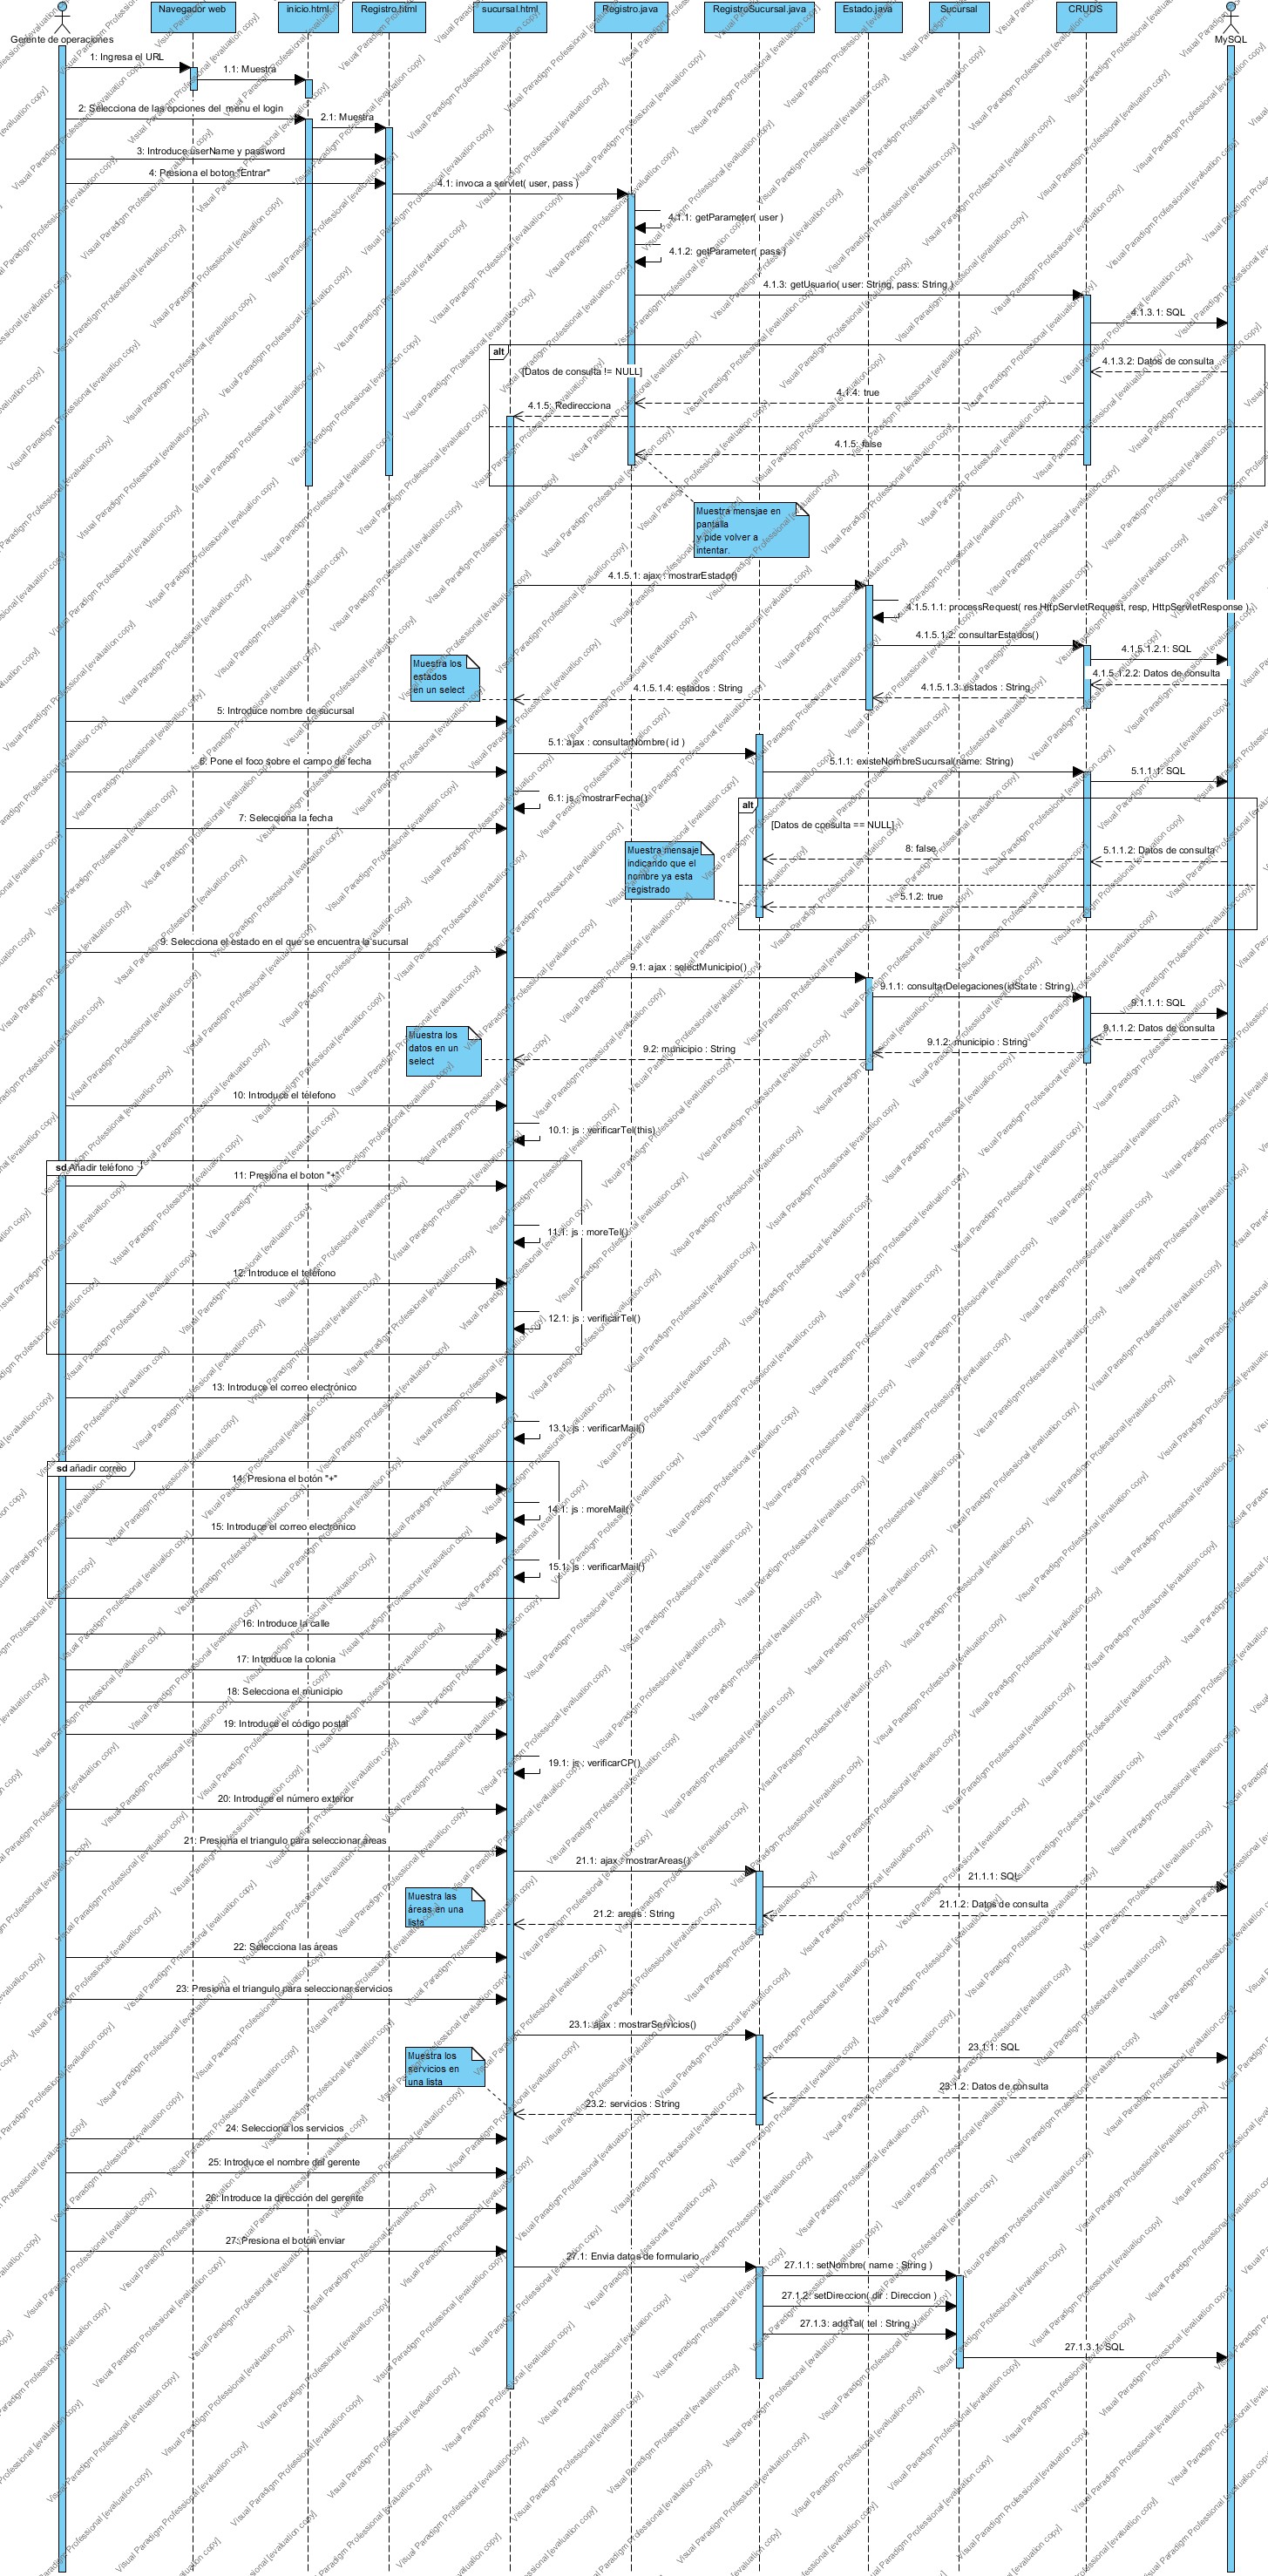 Gerente de operaciones
Navegador web
inicio.html
Registro.html
sucursal.html
Registro.java
RegistroSucursal.java
Estado.java
Sucursal
CRUDS
MySQL
1: Ingresa el URL
1.1: Muestra
2: Selecciona de las opciones del menu el login
2.1: Muestra
3: Introduce userName y password
4: Presiona el boton "Entrar"
4.1: invoca a servlet( user, pass )
4.1.1: getParameter( user )
4.1.2: getParameter( pass )
4.1.3: getUsuario( user: String, pass: String )
4.1.3.1: SQL
alt
[Datos de consulta != NULL]
4.1.3.2: Datos de consulta
4.1.4: true
4.1.5: Redirecciona
4.1.5: false
Muestra mensjae en
pantalla
y pide volver a
intentar.
4.1.5.1: ajax : mostrarEstado()
4.1.5.1.1: processRequest( res HttpServletRequest, resp, HttpServletResponse )
4.1.5.1.2: consultarEstados()
4.1.5.1.2.1: SQL
4.1.5.1.2.2: Datos de consulta
4.1.5.1.3: estados : String
4.1.5.1.4: estados : String
Muestra los
estados
en un select
5: Introduce nombre de sucursal
5.1: ajax : consultarNombre( id )
5.1.1: existeNombreSucursal(name: String)
5.1.1.1: SQL
6: Pone el foco sobre el campo de fecha
6.1: js : mostrarFecha()
7: Selecciona la fecha
alt
[Datos de consulta == NULL]
5.1.1.2: Datos de consulta
8: false
Muestra mensaje
indicando que el
nombre ya esta
registrado
5.1.2: true
9: Selecciona el estado en el que se encuentra la sucursal
9.1: ajax : selectMunicipio()
9.1.1: consultarDelegaciones(idState : String)
9.1.1.1: SQL
9.1.1.2: Datos de consulta
9.1.2: municipio : String
9.2: municipio : String
Muestra los
datos en un
select
10: Introduce el télefono
10.1: js : verificarTel(this)
sd Añadir teléfono
11: Presiona el boton "+"
11.1: js : moreTel()
12: Introduce el teléfono
12.1: js : verificarTel()
13: Introduce el correo electrónico
13.1: js : verificarMail()
sd añadir correo
14: Presiona el botón "+"
14.1: js : moreMail()
15: Introduce el correo electrónico
15.1: js : verificarMail()
16: Introduce la calle
17: Introduce la colonia
18: Selecciona el municipio
19: Introduce el código postal
19.1: js : verificarCP()
20: Introduce el número exterior
21: Presiona el triangulo para seleccionar áreas
21.1: ajax : mostrarAreas()
21.1.1: SQL
21.1.2: Datos de consulta
21.2: areas : String
Muestra las
áreas en una
lista
22: Selecciona las áreas
23: Presiona el triangulo para seleccionar servicios
23.1: ajax : mostrarServicios()
23.1.1: SQL
23.1.2: Datos de consulta
23.2: servicios : String
Muestra los
servicios en
una lista
24: Selecciona los servicios
25: Introduce el nombre del gerente
26: Introduce la dirección del gerente
27: Presiona el botón enviar
27.1: Envia datos de formulario
27.1.1: setNombre( name : String )
27.1.2: setDireccion( dir : Direccion )
27.1.3: addTal( tel : String )
27.1.3.1: SQL
Visual Paradigm Professional [evaluation copy]